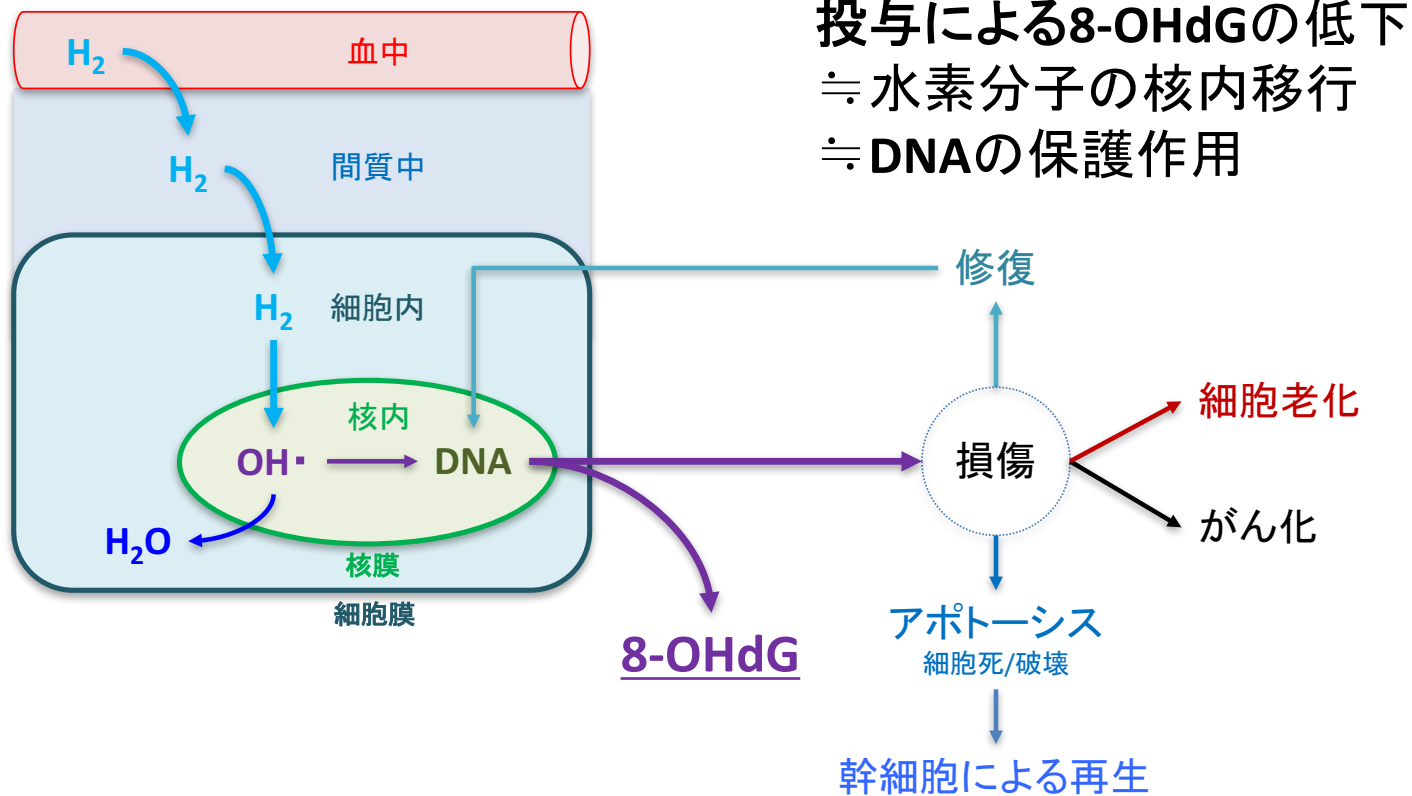 投与による8-OHdGの低下
≒水素分子の核内移行
≒DNAの保護作用
H₂
血中
H₂
間質中
H₂
細胞内
核内
OH・
DNA
H₂O
核膜
細胞膜
8-OHdG
修復
損傷
細胞老化
がん化
アポトーシス
細胞死/破壊
幹細胞による再生